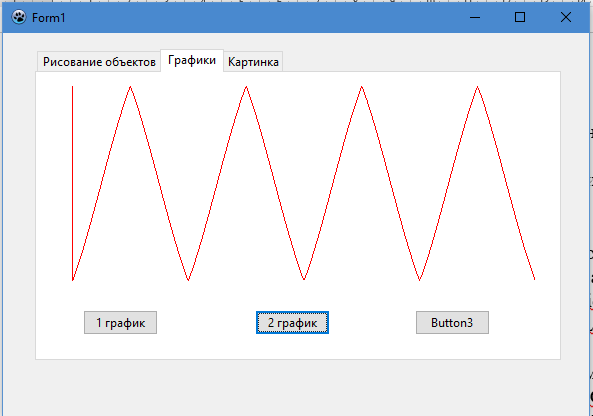 Form1
Рисование объектов Графики Картинка
1 график 2 график Button3